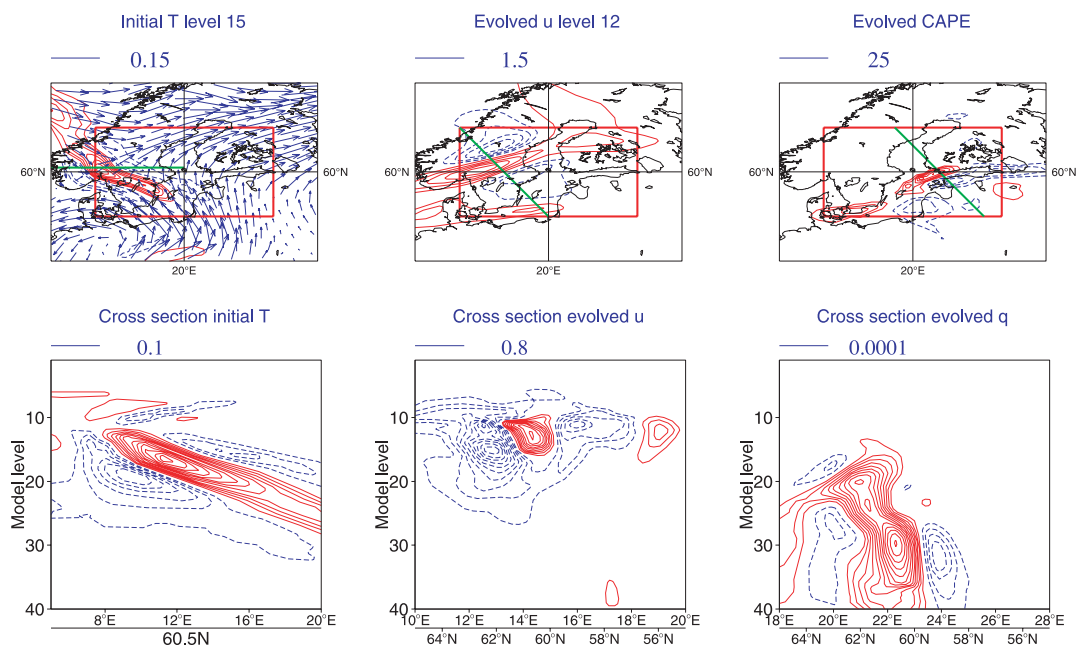 Initial T level 15
Evolved u level 12
Evolved CAPE
0.15
1.5
25
60°N 60°N
20°E
60°N 60°N
20°E
60°N 60°N
20°E
Cross section initial T
Cross section evolved u
Cross section evolved q
0.1
0.8
0.0001
Model level
10
20
30
40
8°E 12°E 16°E 20°E
60.5N
Model level
10
20
30
40
10°E 12°E 14°E 16°E 18°E 20°E
64°N 62°N 60°N 58°N 56°N
Model level
10
20
30
40
18°E 20°E 22°E 24°E 26°E 28°E
64°N 62°N 60°N 58°N 56°N